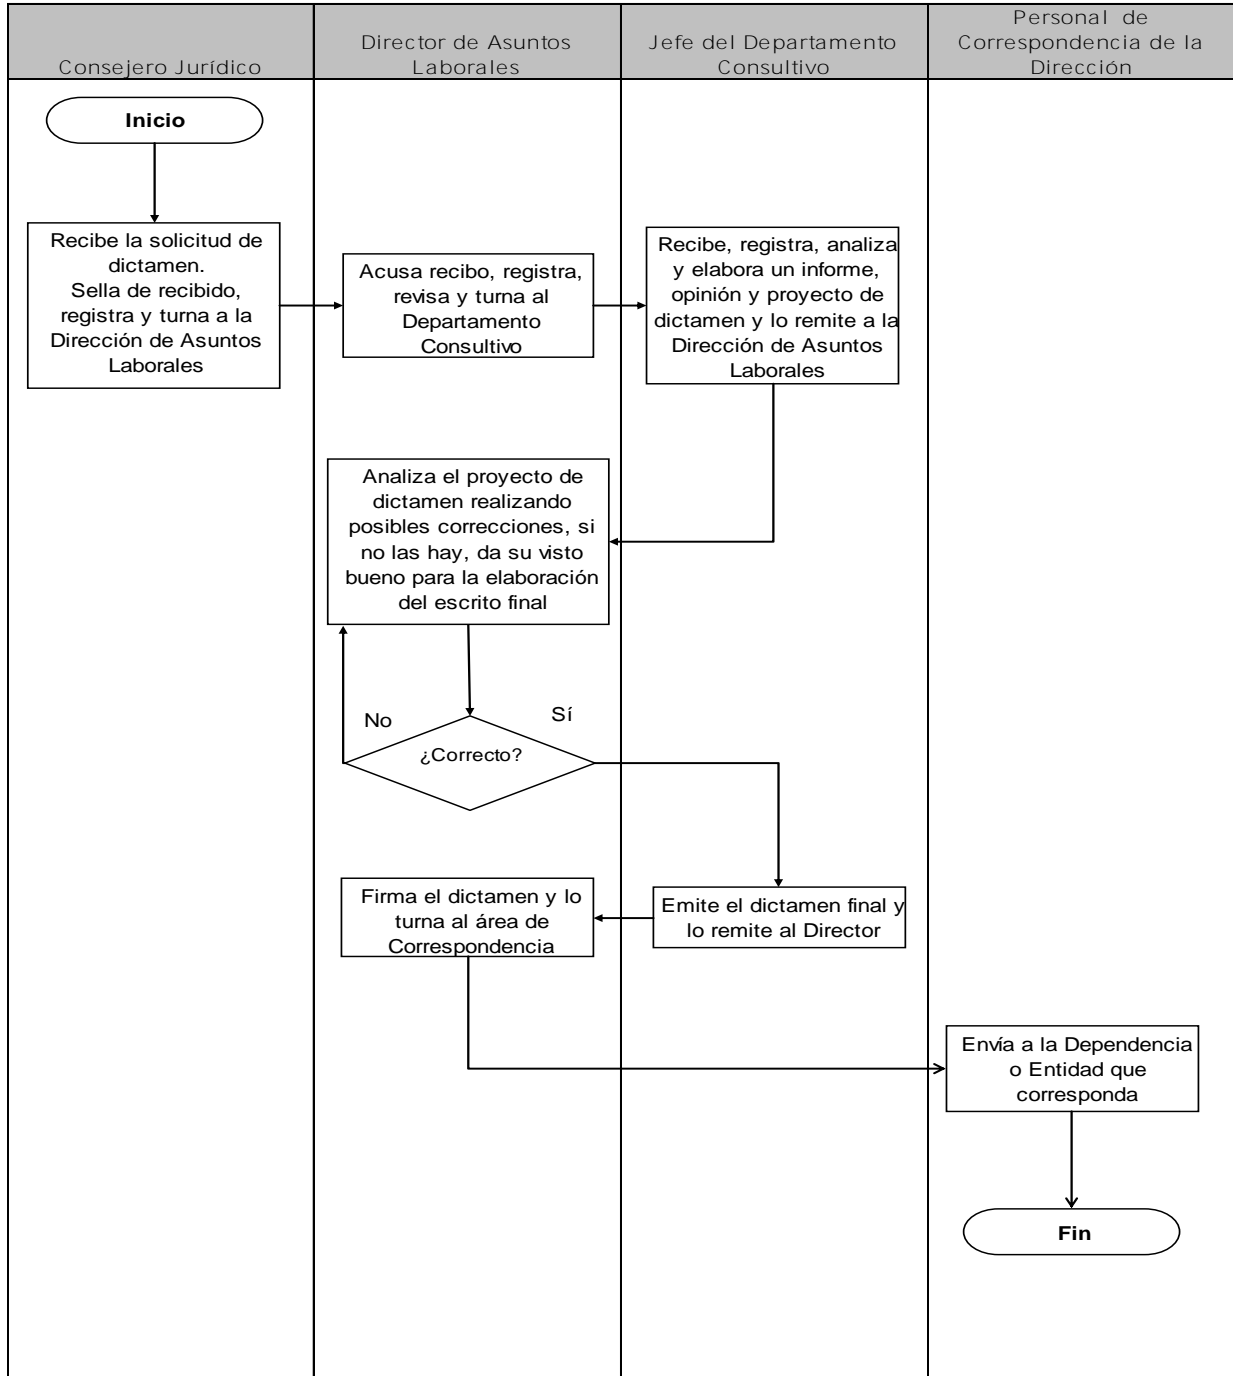 Consejero Jurídico
Director de Asuntos
Laborales
Jefe del Departamento
Consultivo
Personal de
Correspondencia de la
Dirección
Inicio
Recibe la solicitud de
dictamen.
Sella de recibido,
registra y turna a la
Dirección de Asuntos
Laborales
Acusa recibo, registra,
revisa y turna al
Departamento
Consultivo
Recibe, registra, analiza
y elabora un informe,
opinión y proyecto de
dictamen y lo remite a la
Dirección de Asuntos
Laborales
Analiza el proyecto de
dictamen realizando
posibles correcciones, si
no las hay, da su visto
bueno para la elaboración
del escrito final
No
Sí
¿Correcto?
Emite el dictamen final y
lo remite al Director
Firma el dictamen y lo
turna al área de
Correspondencia
Envía a la Dependencia
o Entidad que
corresponda
Fin